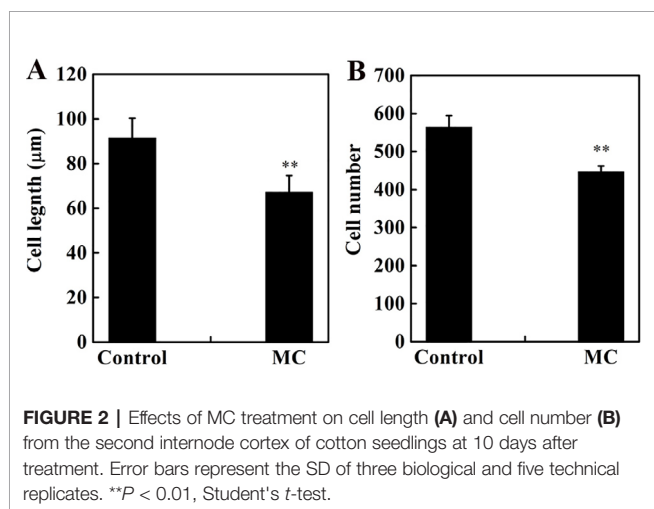 A
120
100
80
60
40
20
0
Cell legnth (μm)
**
Control MC
B
700
600
500
400
300
200
100
0
Cell number
**
Control MC
FIGURE 2 | Effects of MC treatment on cell length (A) and cell number (B)
from the second internode cortex of cotton seedlings at 10 days after
treatment. Error bars represent the SD of three biological and five technical
replicates. **P < 0.01, Student's t-test.